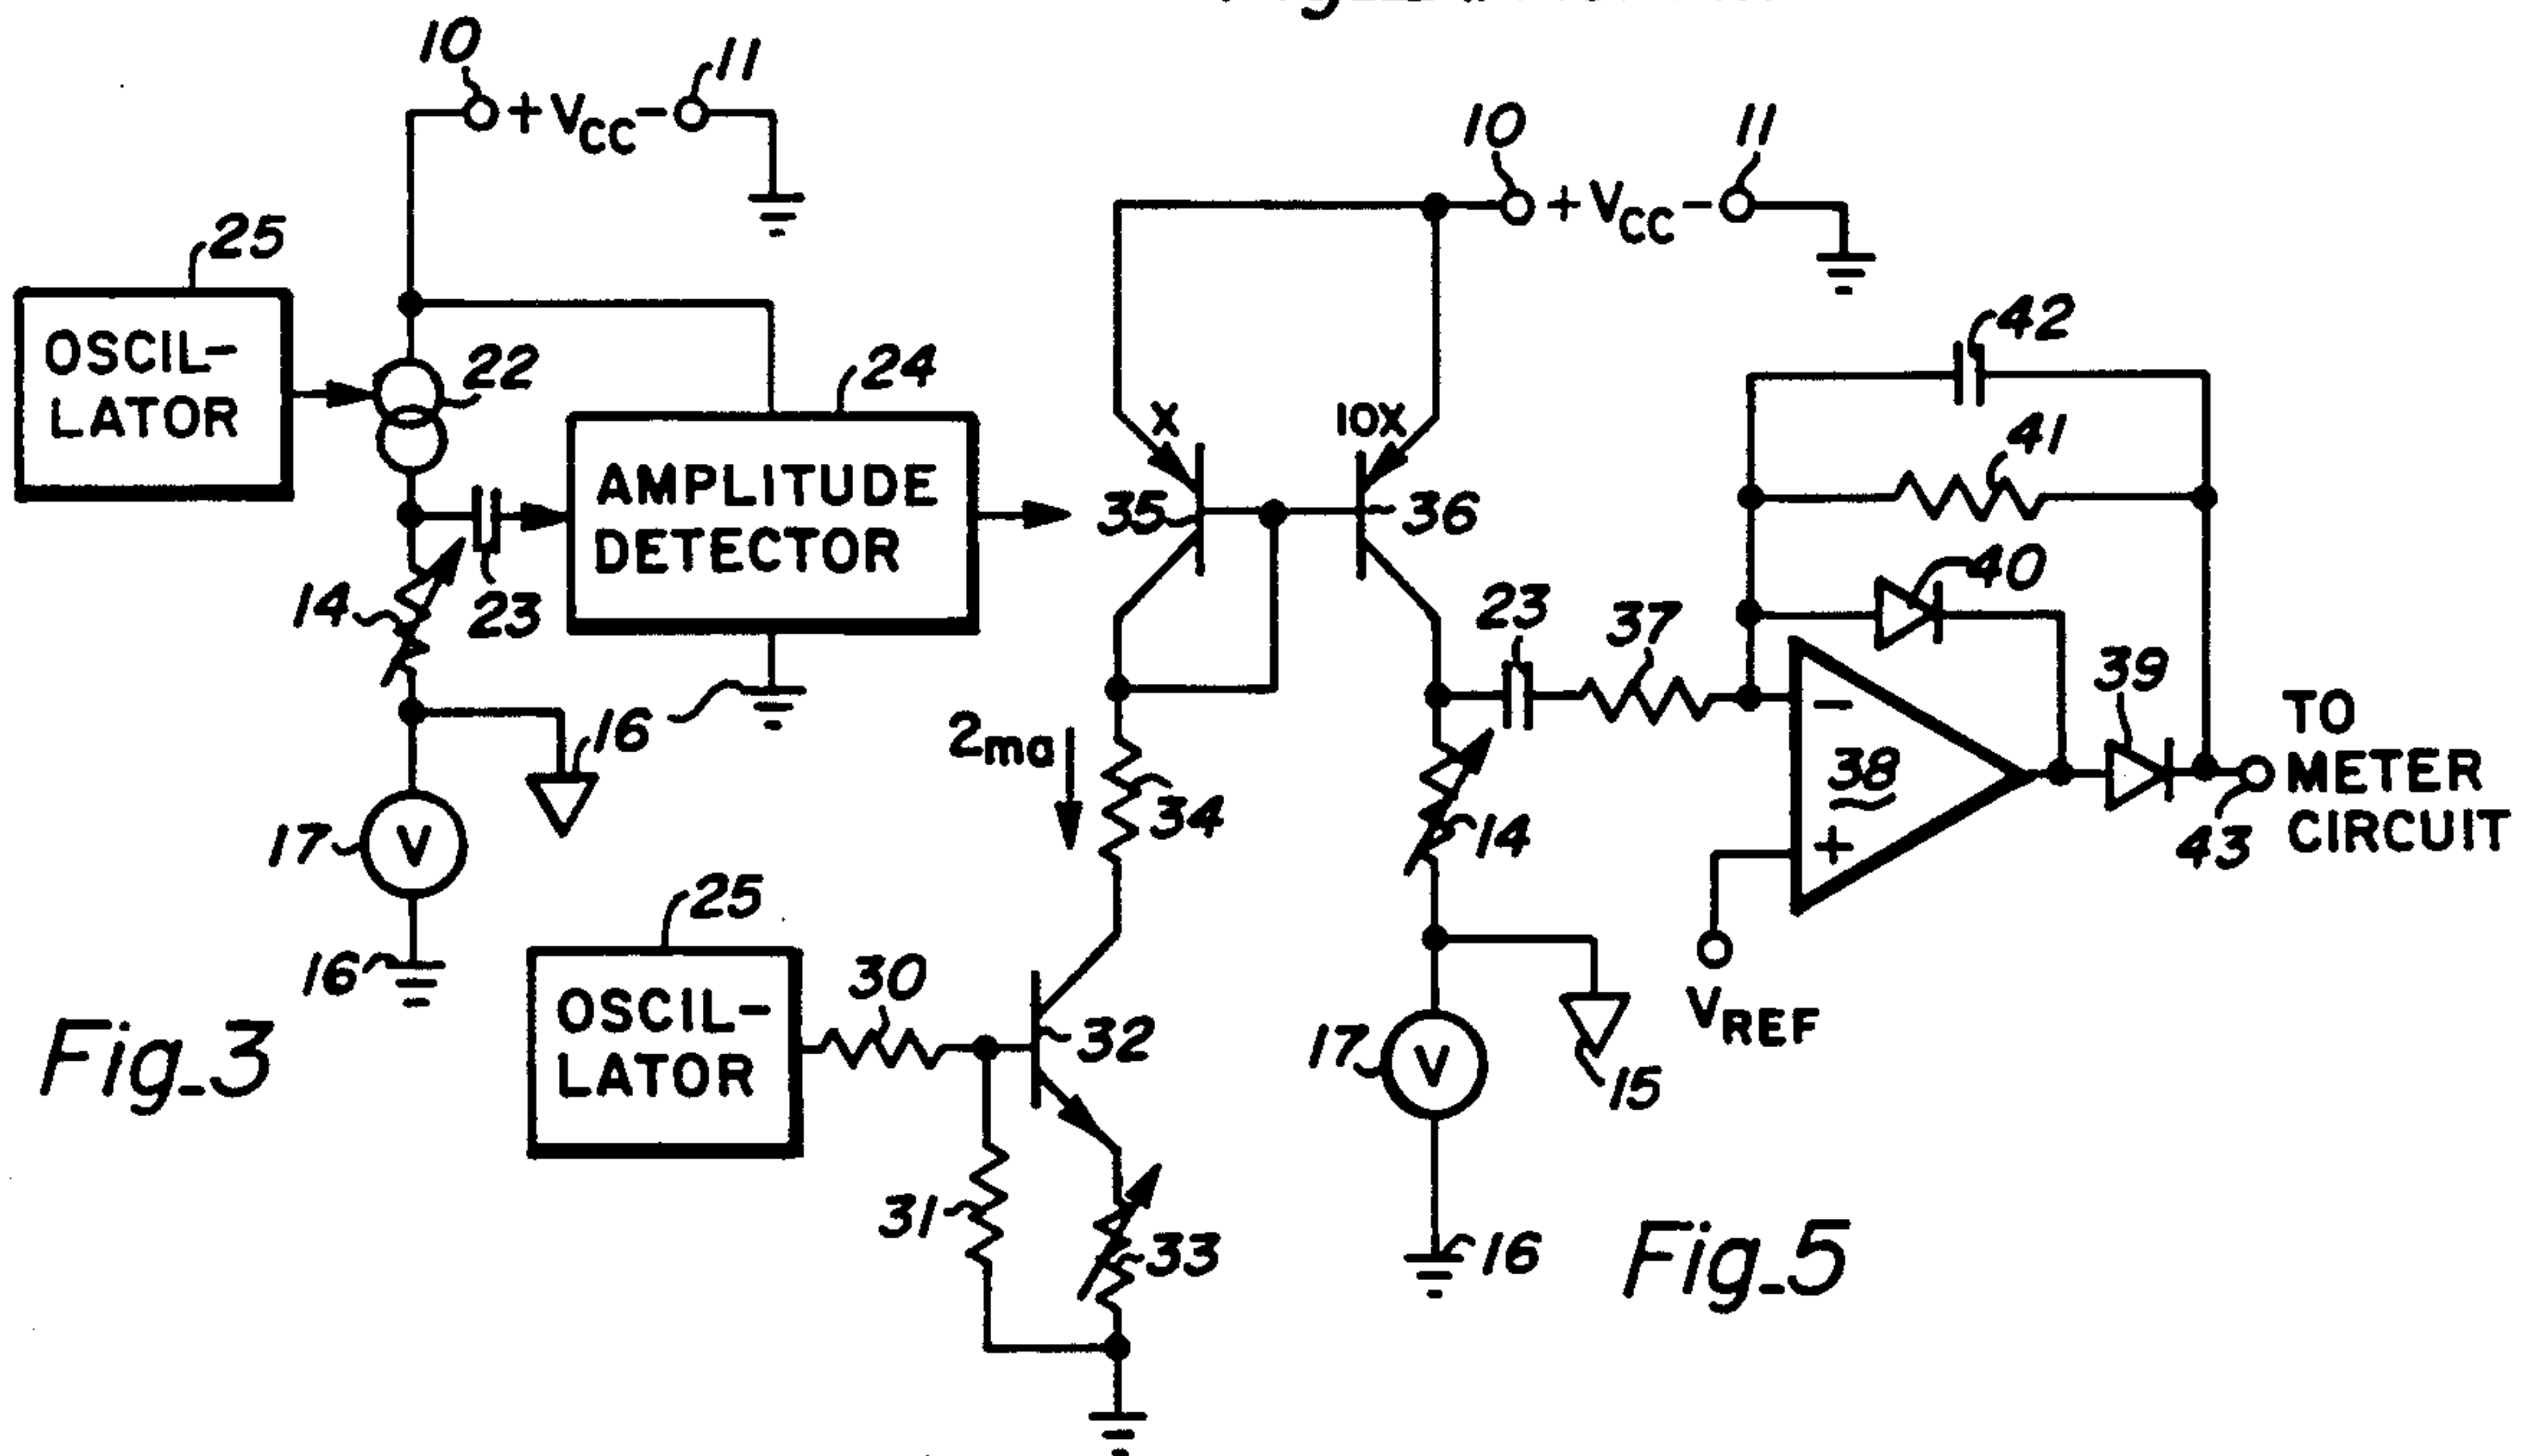 10
+ VCC -
11
25
OSCIL-
LATOR
22
24
AMPLITUDE
DETECTOR
23
14
16
17
V
16
Fig_3
10
+ VCC -
11
X
10X
35
36
42
41
40
39
23
37
38
-
+
TO
METER
CIRCUIT
43
2ma
34
14
VREF
25
OSCIL-
LATOR
30
32
31
33
17
V
15
16
Fig_5